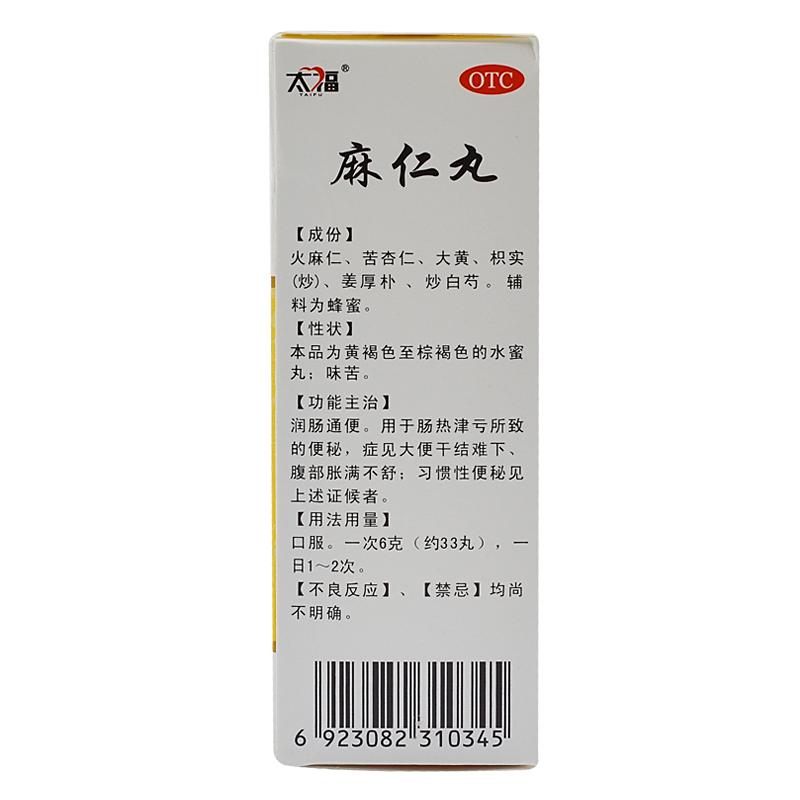 太福®
TAIFU
OTC
麻仁丸
【成份】
火麻仁、苦杏仁、大黄、枳实
(炒)、姜厚朴、炒白芍。辅
料为蜂蜜。
【性状】
本品为黄褐色至棕褐色的水蜜
丸；味苦。
【功能主治】
润肠通便。用于肠热津亏所致
的便秘，症见大便干结难下、
腹部胀满不舒；习惯性便秘见
上述证候者。
【用法用量】
口服。一次6克（约33丸），一
日1～2次。
【不良反应】、【禁忌】均尚
不明确。
6 923082 310345